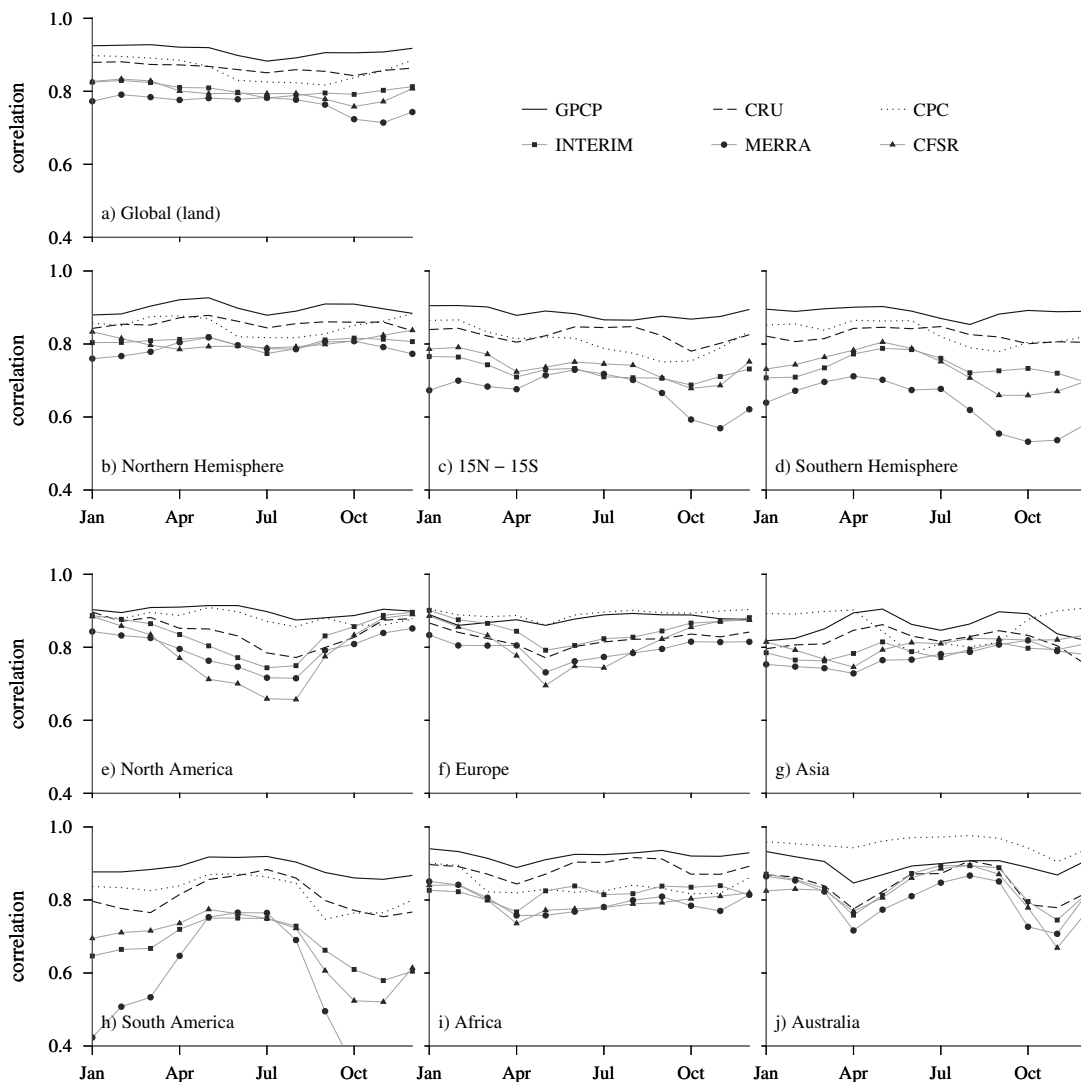 1.0
0.8
0.6
0.4
correlation
a) Global (land)
Jan Apr Jul Oct
GPCP CRU CPC
INTERIM MERRA CFSR
1.0
0.8
0.6
0.4
correlation
b) Northern Hemisphere
c) 15N − 15S
d) Southern Hemisphere
Jan Apr Jul Oct Jan Apr Jul Oct Jan Apr Jul Oct
1.0
0.8
0.6
0.4
correlation
e) North America
f) Europe
g) Asia
1.0
0.8
0.6
0.4
correlation
h) South America
i) Africa
j) Australia
Jan Apr Jul Oct Jan Apr Jul Oct Jan Apr Jul Oct